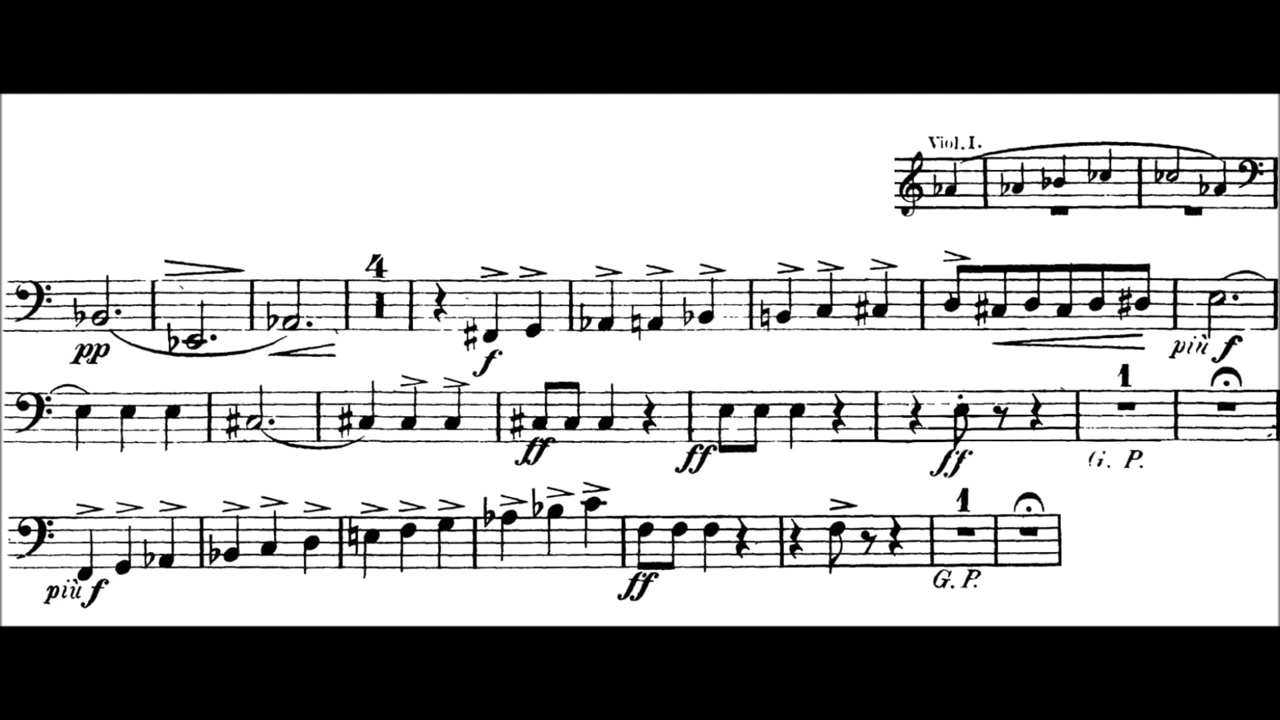 Viol. I.
4
pp f più f
1
ff ff ff G. P.
1
più f ff G. P.